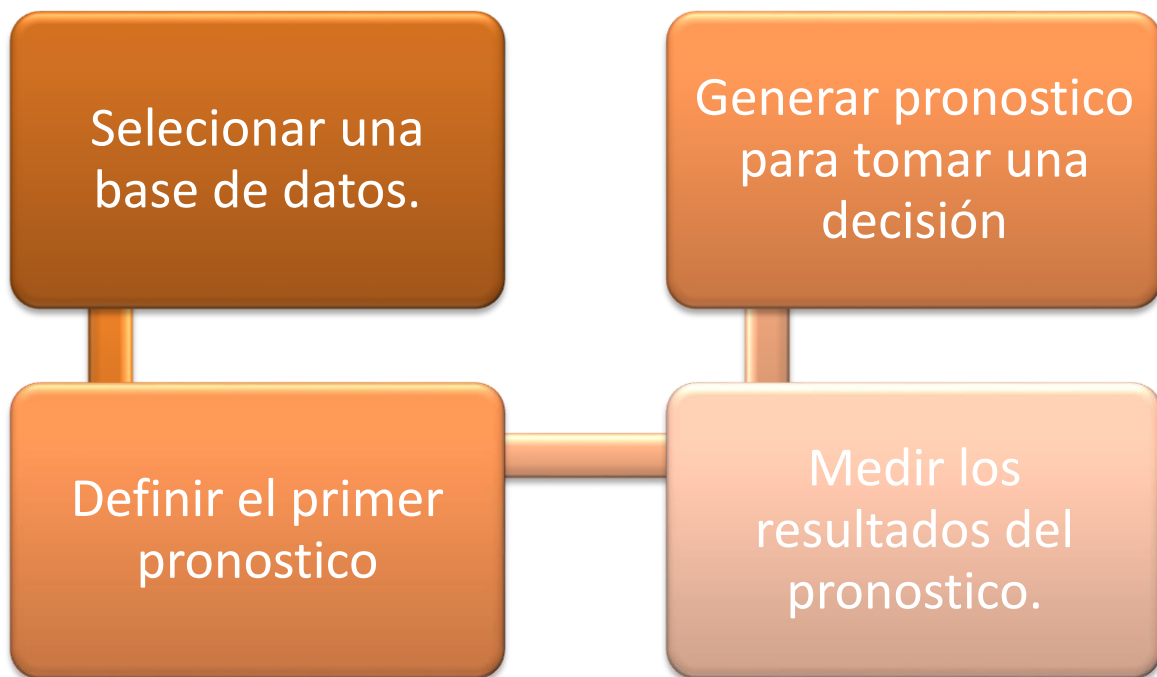 Selecionar una
base de datos.
Definir el primer
pronostico
Medir los
resultados del
pronostico.
Generar pronostico
para tomar una
decisión